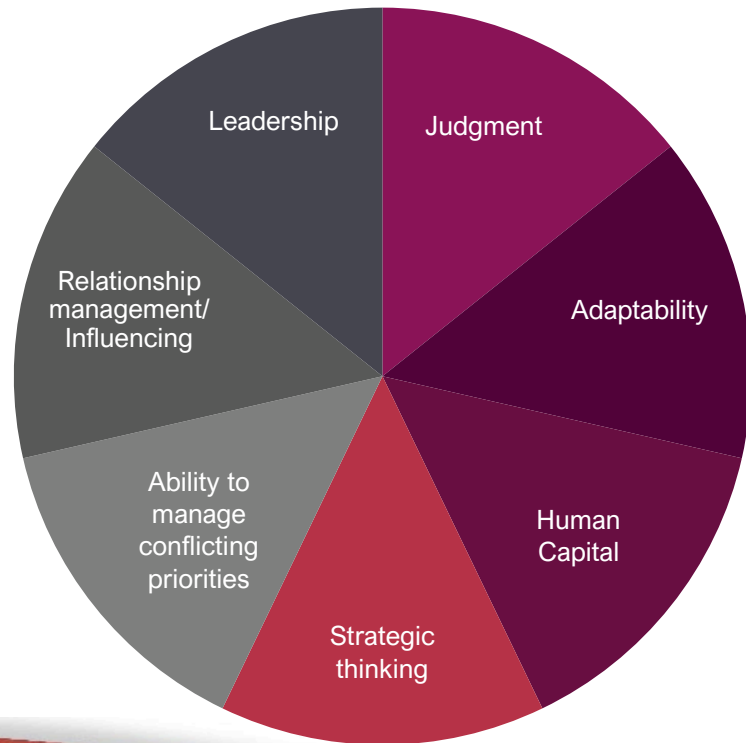 Leadership
Judgment
Relationship
management/
Influencing
Adaptability
Ability to
manage
conflicting
priorities
Human
Capital
Strategic
thinking